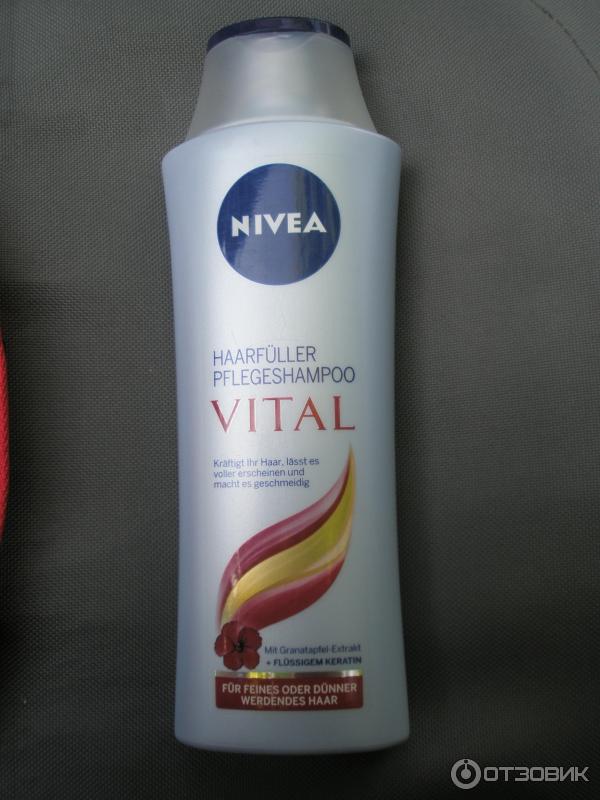 NIVEA
HAARFÜLLER
PFLEGESHAMPOO
VITAL
Kräftigt Ihr Haar, lässt es
voller erscheinen und
macht es geschmeidig
Mit Granatapfel-Extrakt
+ FLÜSSIGEM KERATIN
FÜR FEINES ODER DÜNNER
WERDENDES HAAR
ОТЗОВИК